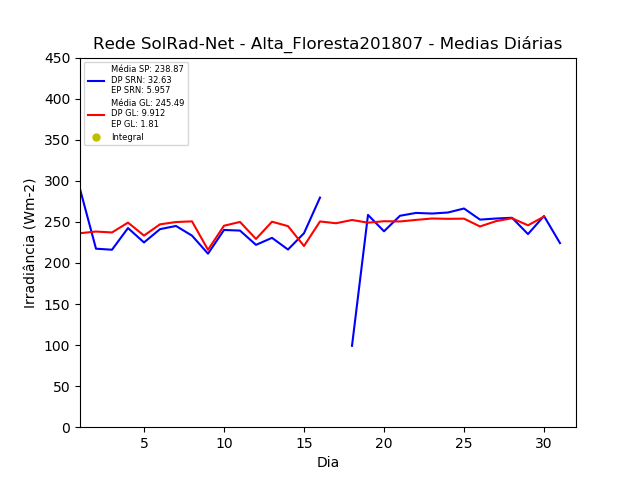 Rede SolRad-Net - Alta_Floresta201807 - Medias Diárias
Irradiância (Wm-2)
450
400
350
300
250
200
150
100
50
0
Média SP: 238.87
DP SRN: 32.63
EP SRN: 5.957
Média GL: 245.49
DP GL: 9.912
EP GL: 1.81
Integral
5 10 15 20 25 30
Dia